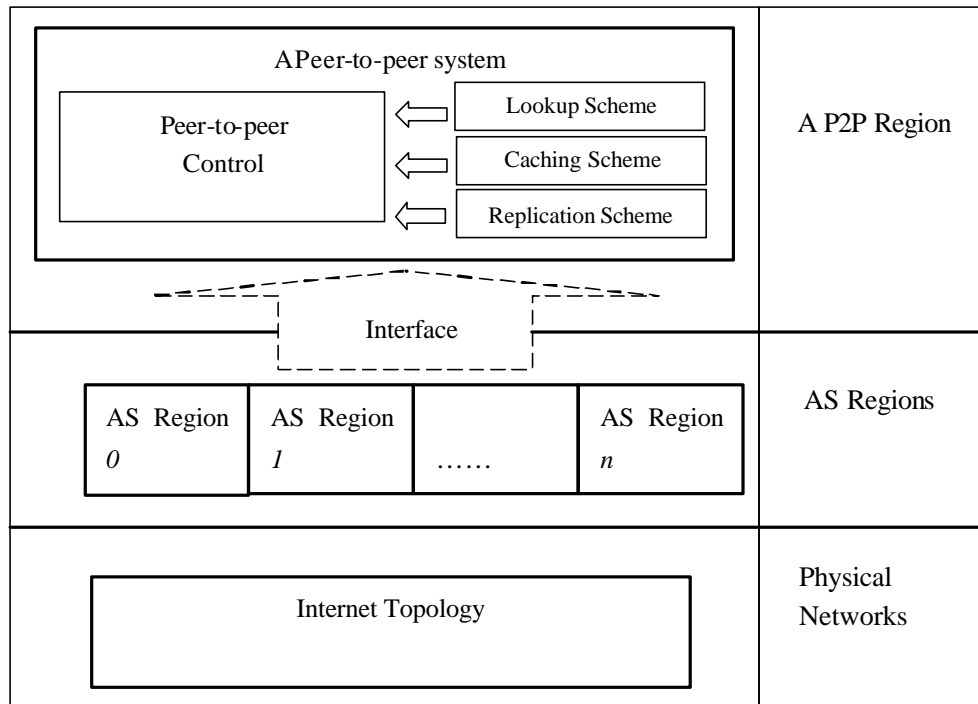 A Peer-to-peer system
Peer-to-peer
Control
Lookup Scheme
Caching Scheme
Replication Scheme
A P2P Region
Interface
AS Region
0
AS Region
1
......
AS Region
n
AS Regions
Internet Topology
Physical
Networks